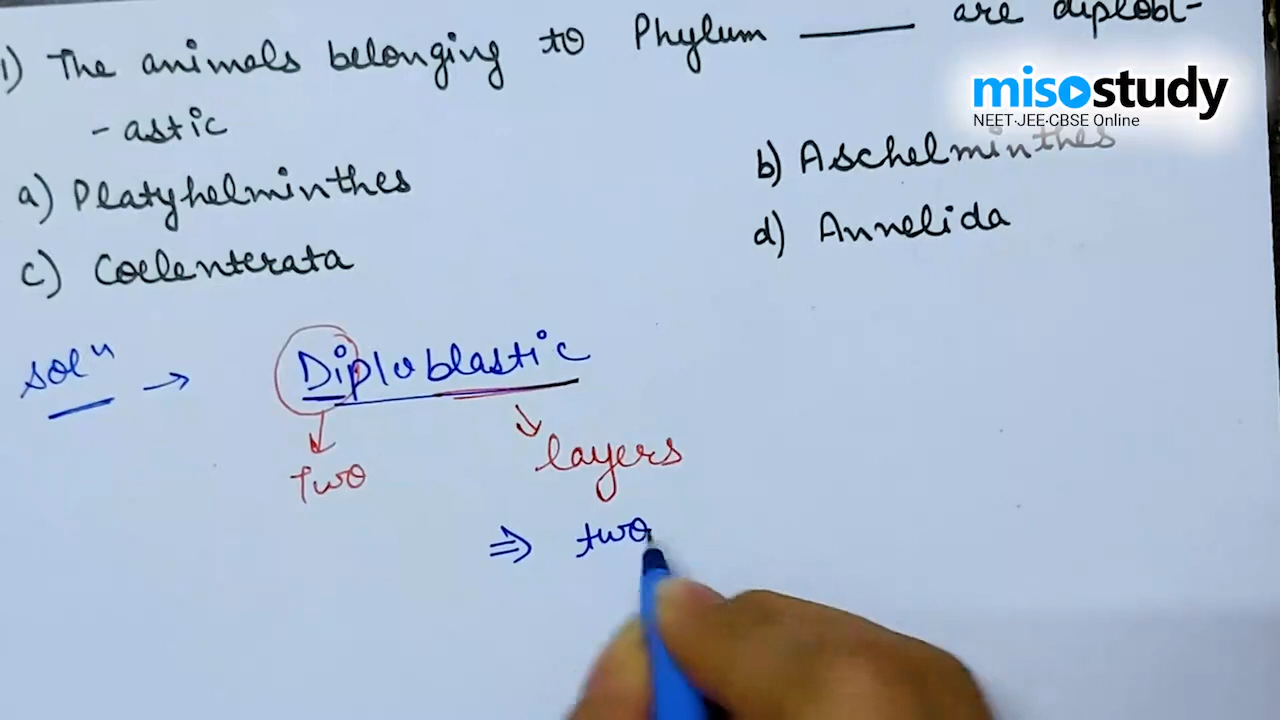 1) The animals belonging to Phylum ____ are diplobl-
- astic
a) Platyhelminthes
b) Aschelminthes
c) Coelenterata
d) Annelida
Solⁿ → Diploblastic
two
layers
⇒ two
misostudy
NEET·JEE·CBSE Online